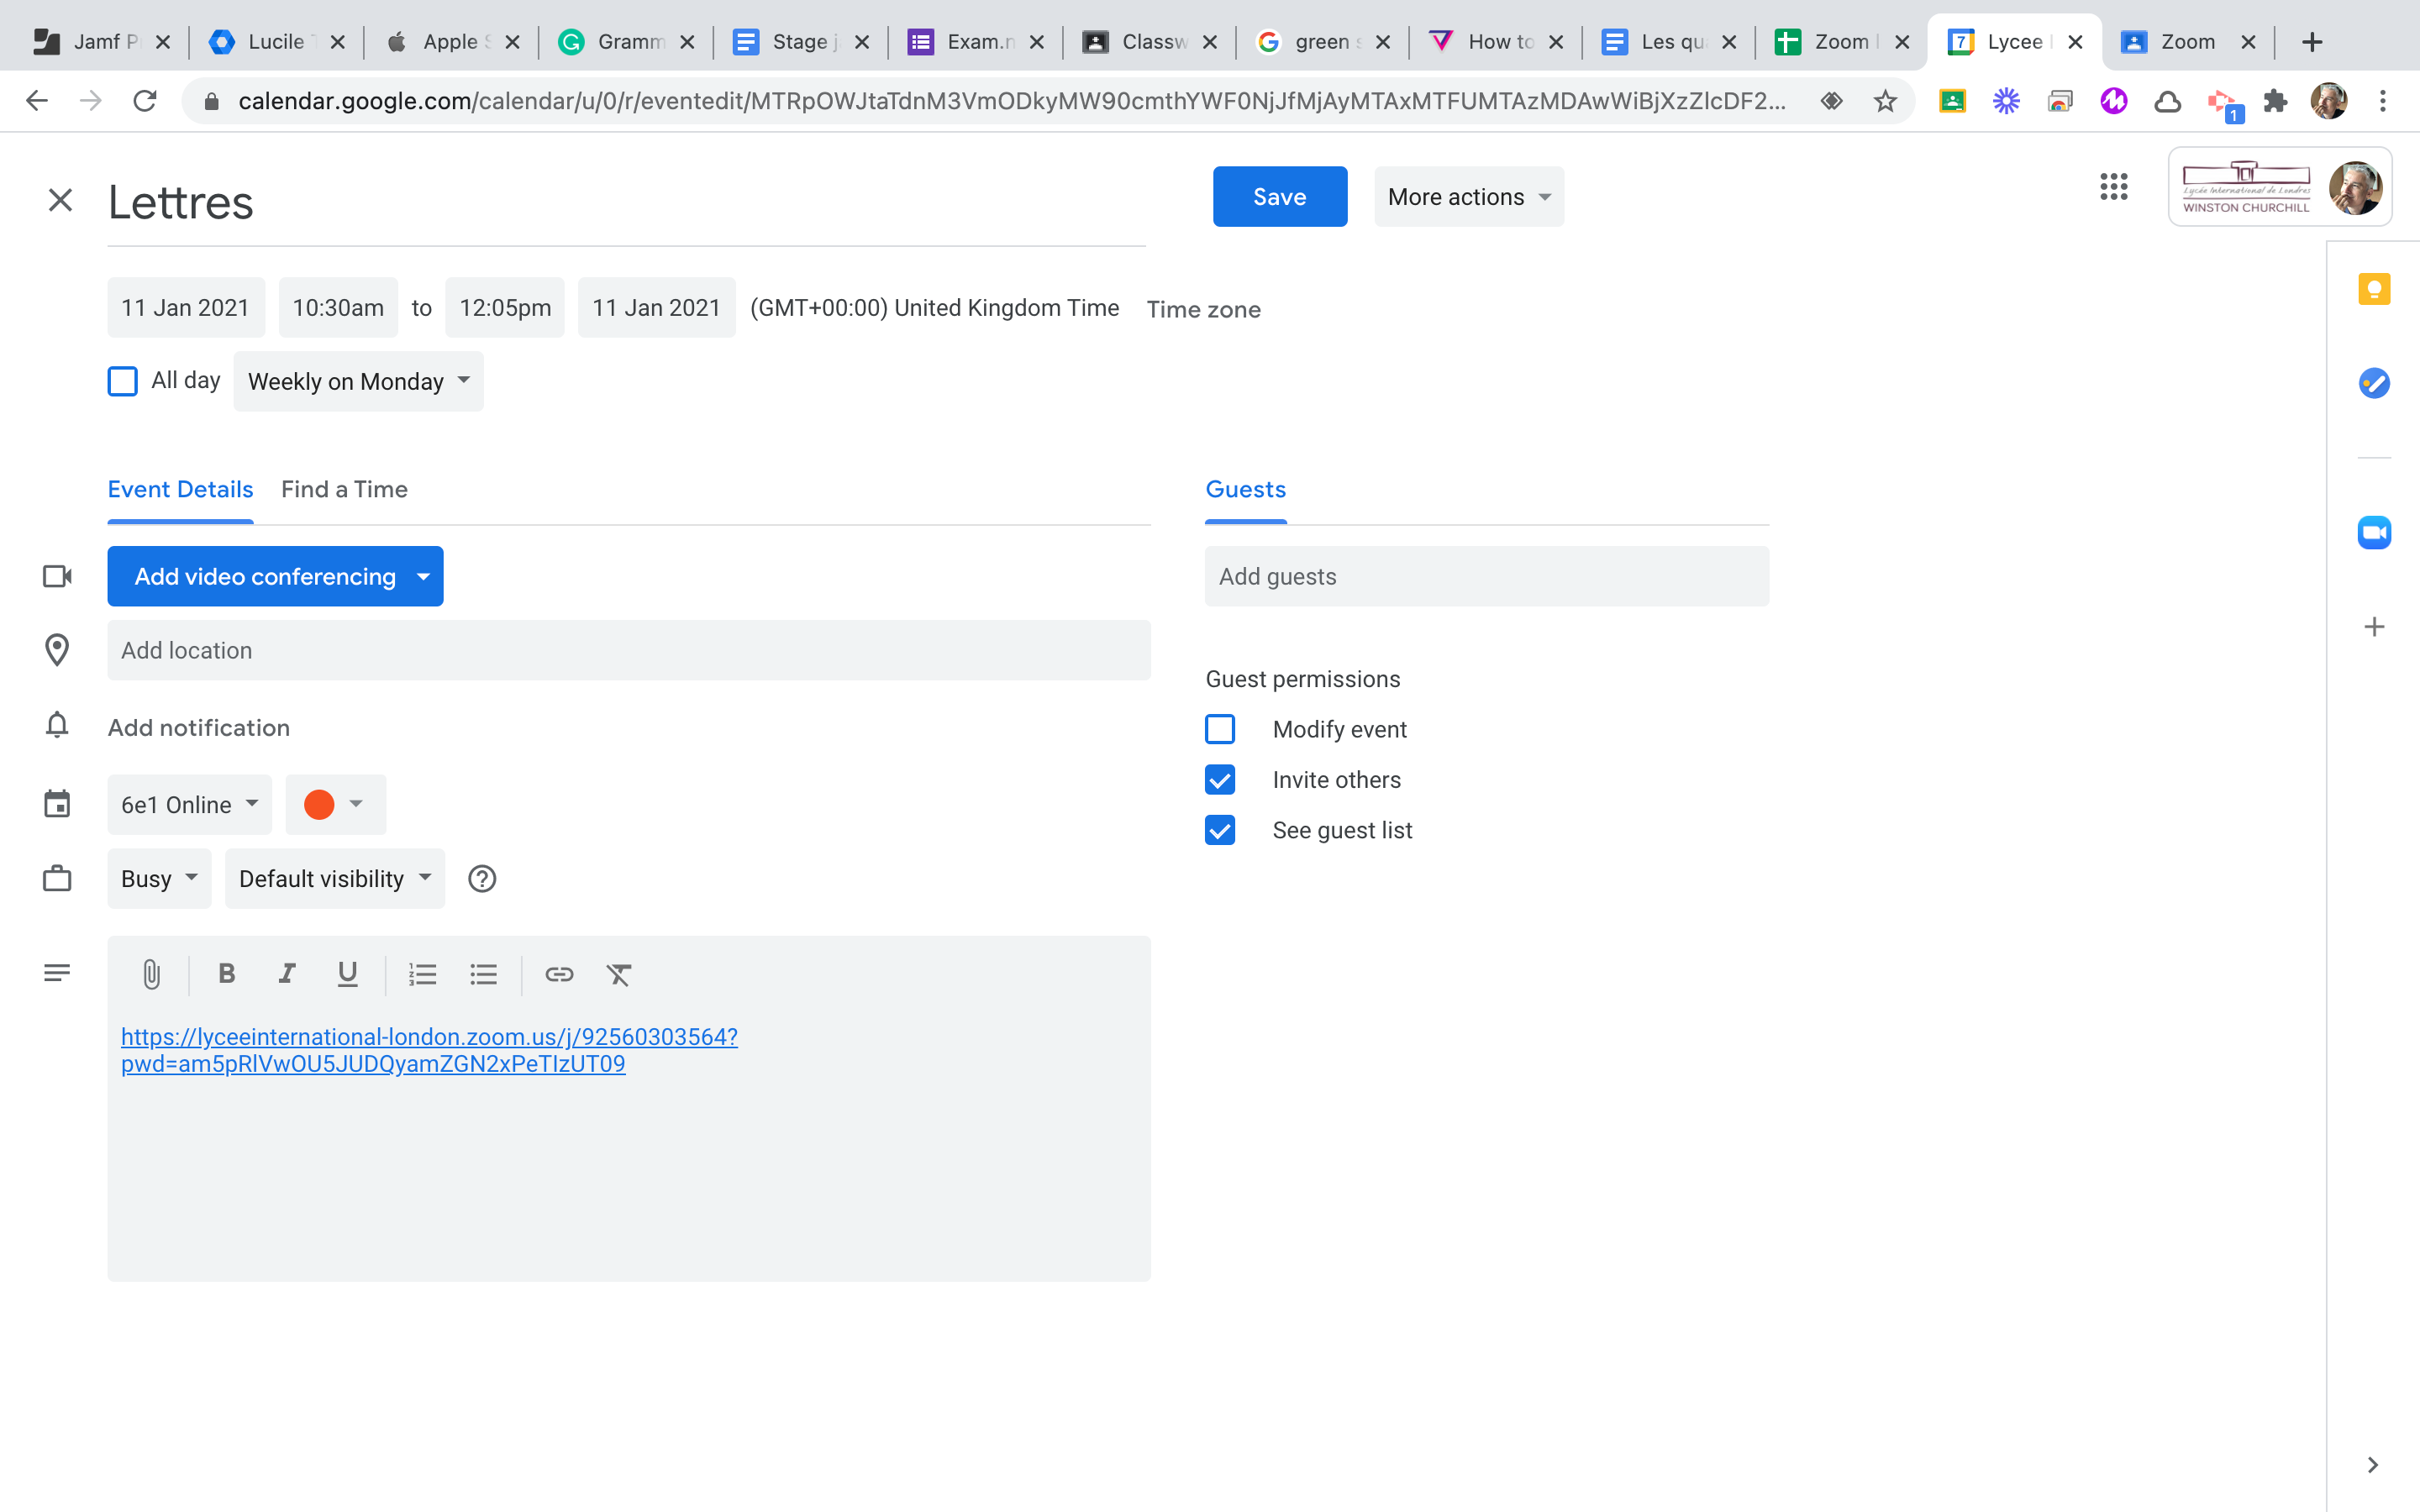 Jamf P
Lucile
Apple S
Gramm
Stage j
Exam.n
Classw
green s
How to
Les qu
Zoom
Lycee
Zoom
calendar.google.com/calendar/u/0/r/eventedit/MTRpOWJtaTdnM3VmODkyMW90cmthYWF0NjJfMjAyMTAxMTFUMTAzMDAwWiBjXzZlcDF2...
1
Lettres
Save
More actions
Lycée International de Londres
WINSTON CHURCHILL
11 Jan 2021 10:30am to 12:05pm 11 Jan 2021 (GMT+00:00) United Kingdom Time Time zone
All day Weekly on Monday
Event Details Find a Time
Guests
Add video conferencing
Add guests
Add location
Guest permissions
Add notification
Modify event
Invite others
6e1 Online
See guest list
Busy Default visibility
https://lyceeinternational-london.zoom.us/j/92560303564?
pwd=am5pRlVwOU5JUDQyamZGN2xPeTIzUT09